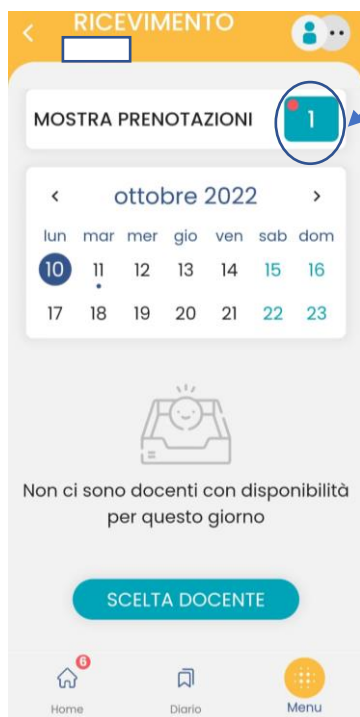 RICEVIMENTO
MOSTRA PRENOTAZIONI 1
ottobre 2022
lun mar mer gio ven sab dom
10 11 12 13 14 15 16
17 18 19 20 21 22 23
Non ci sono docenti con disponibilità
per questo giorno
SCELTA DOCENTE
6
Home Diario Menu